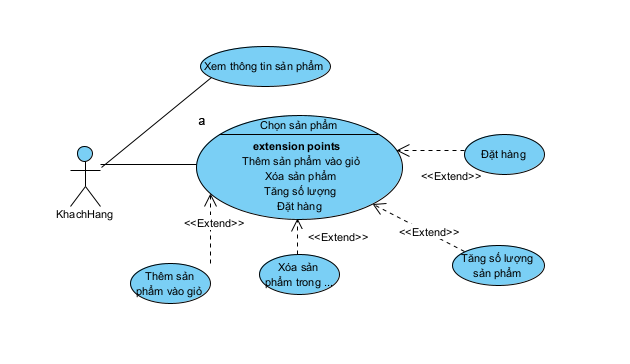 Xem thông tin sản phẩm
a
Chọn sản phẩm
extension points
Thêm sản phẩm vào giỏ
Xóa sản phẩm
Tăng số lượng
Đặt hàng
Đặt hàng
<<Extend>>
KhachHang
<<Extend>>
<<Extend>>
<<Extend>>
Thêm sản
phẩm vào giỏ
Xóa sản
phẩm trong ...
Tăng số lượng
sản phẩm